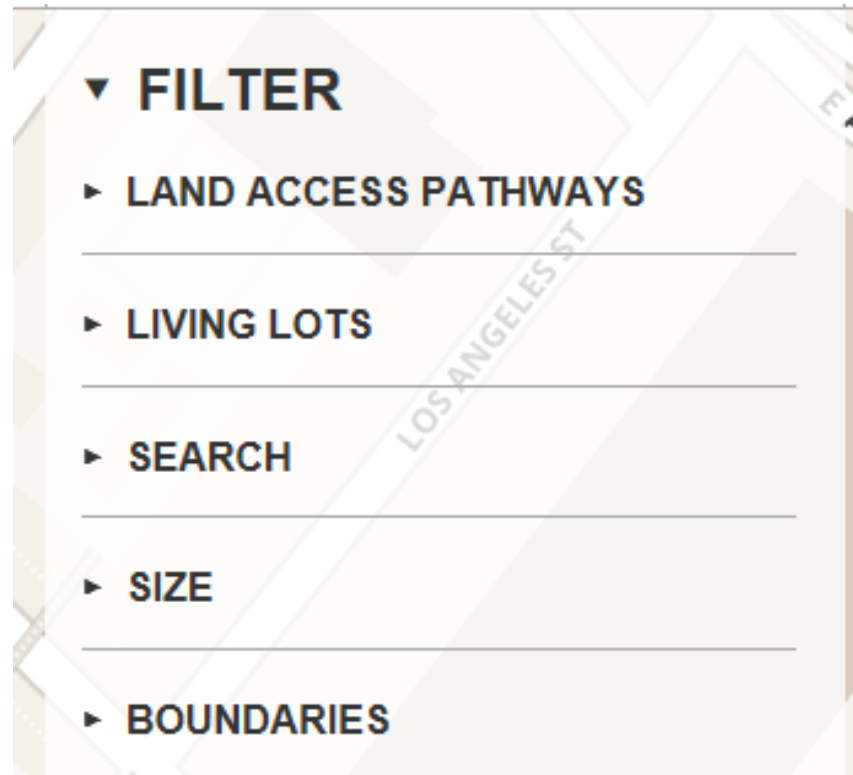 FILTER
LAND ACCESS PATHWAYS
LOS ANGELES ST
LIVING LOTS
SEARCH
SIZE
BOUNDARIES
E